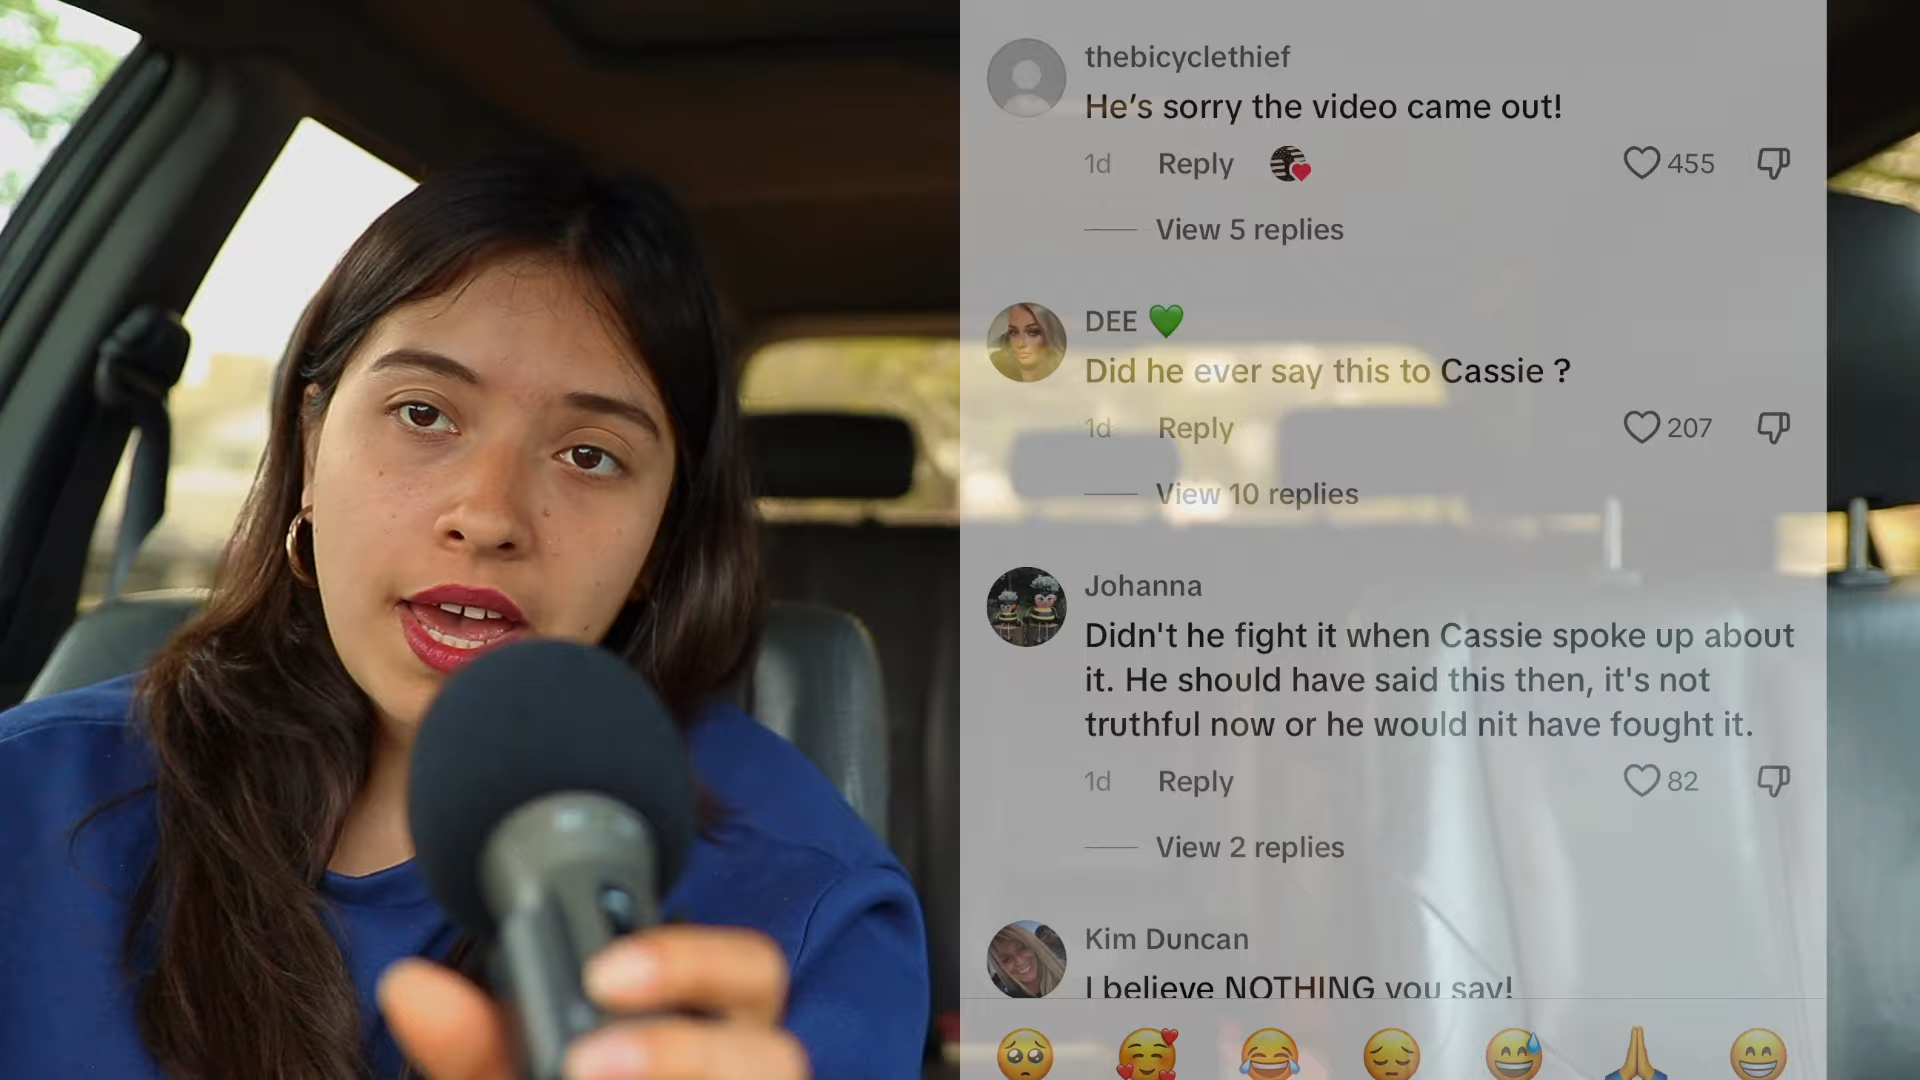 thebicyclethief
He’s sorry the video came out!
1d Reply 455
View 5 replies
DEE 💚
Did he ever say this to Cassie ?
1d Reply 207
View 10 replies
Johanna
Didn't he fight it when Cassie spoke up about
it. He should have said this then, it's not
truthful now or he would nit have fought it.
1d Reply 82
View 2 replies
Kim Duncan
I believe NOTHING you say!